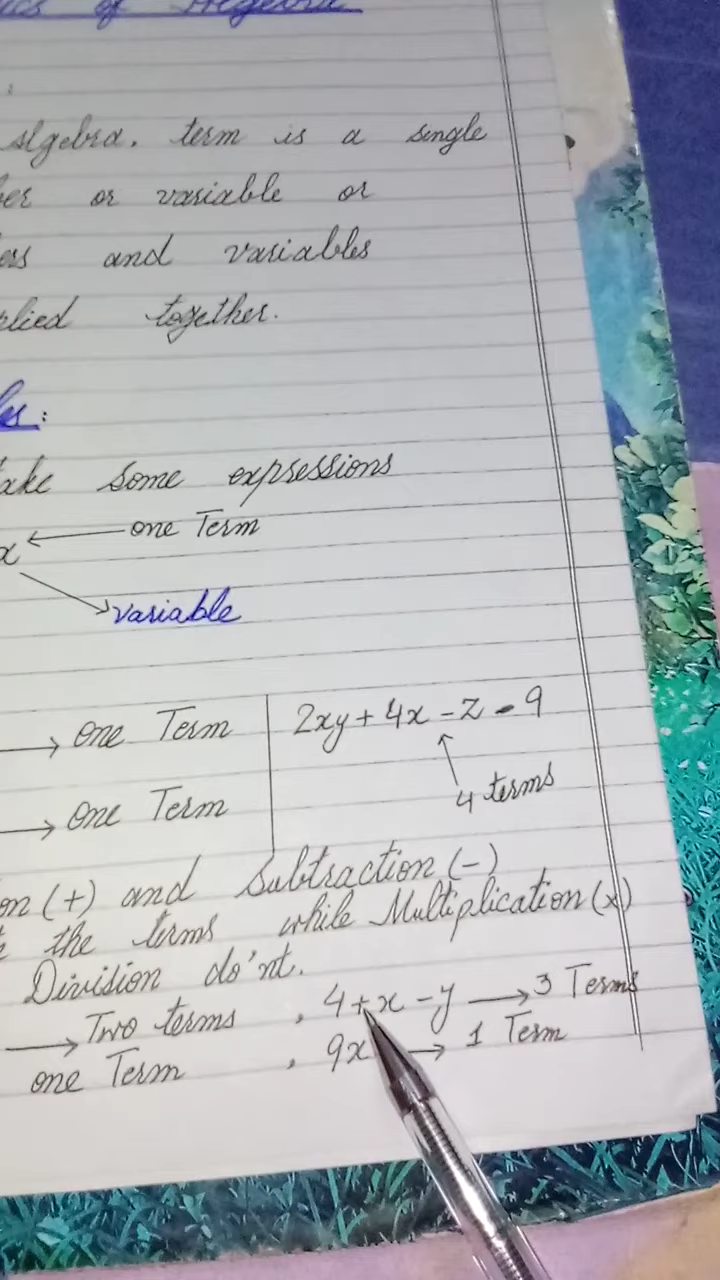 of Algebra
algebra. term is a single
or variable or
and variables
together.
some expressions
x ← one Term
variable
→ one Term
2xy + 4x - z - 9
4 terms
→ one Term
(+) and Subtraction (-)
the terms while Multiplication (x)
Division do'nt.
→ Two terms , 4+x-y → 3 Terms
one Term , 9x → 1 Term